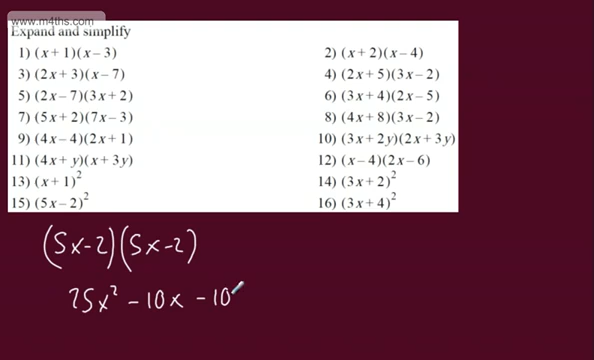 www.m4ths.com
Expand and simplify
1) (x+1)(x−3) 2) (x+2)(x−4)
3) (2x+3)(x−7) 4) (2x+5)(3x−2)
5) (2x−7)(3x+2) 6) (3x+4)(2x−5)
7) (5x+2)(7x−3) 8) (4x+8)(3x−2)
9) (4x−4)(2x+1) 10) (3x+2y)(2x+3y)
11) (4x+y)(x+3y) 12) (x−4)(2x−6)
13) (x+1)² 14) (3x+2)²
15) (5x−2)² 16) (3x+4)²
(5x-2)(5x-2)
25x² -10x -10